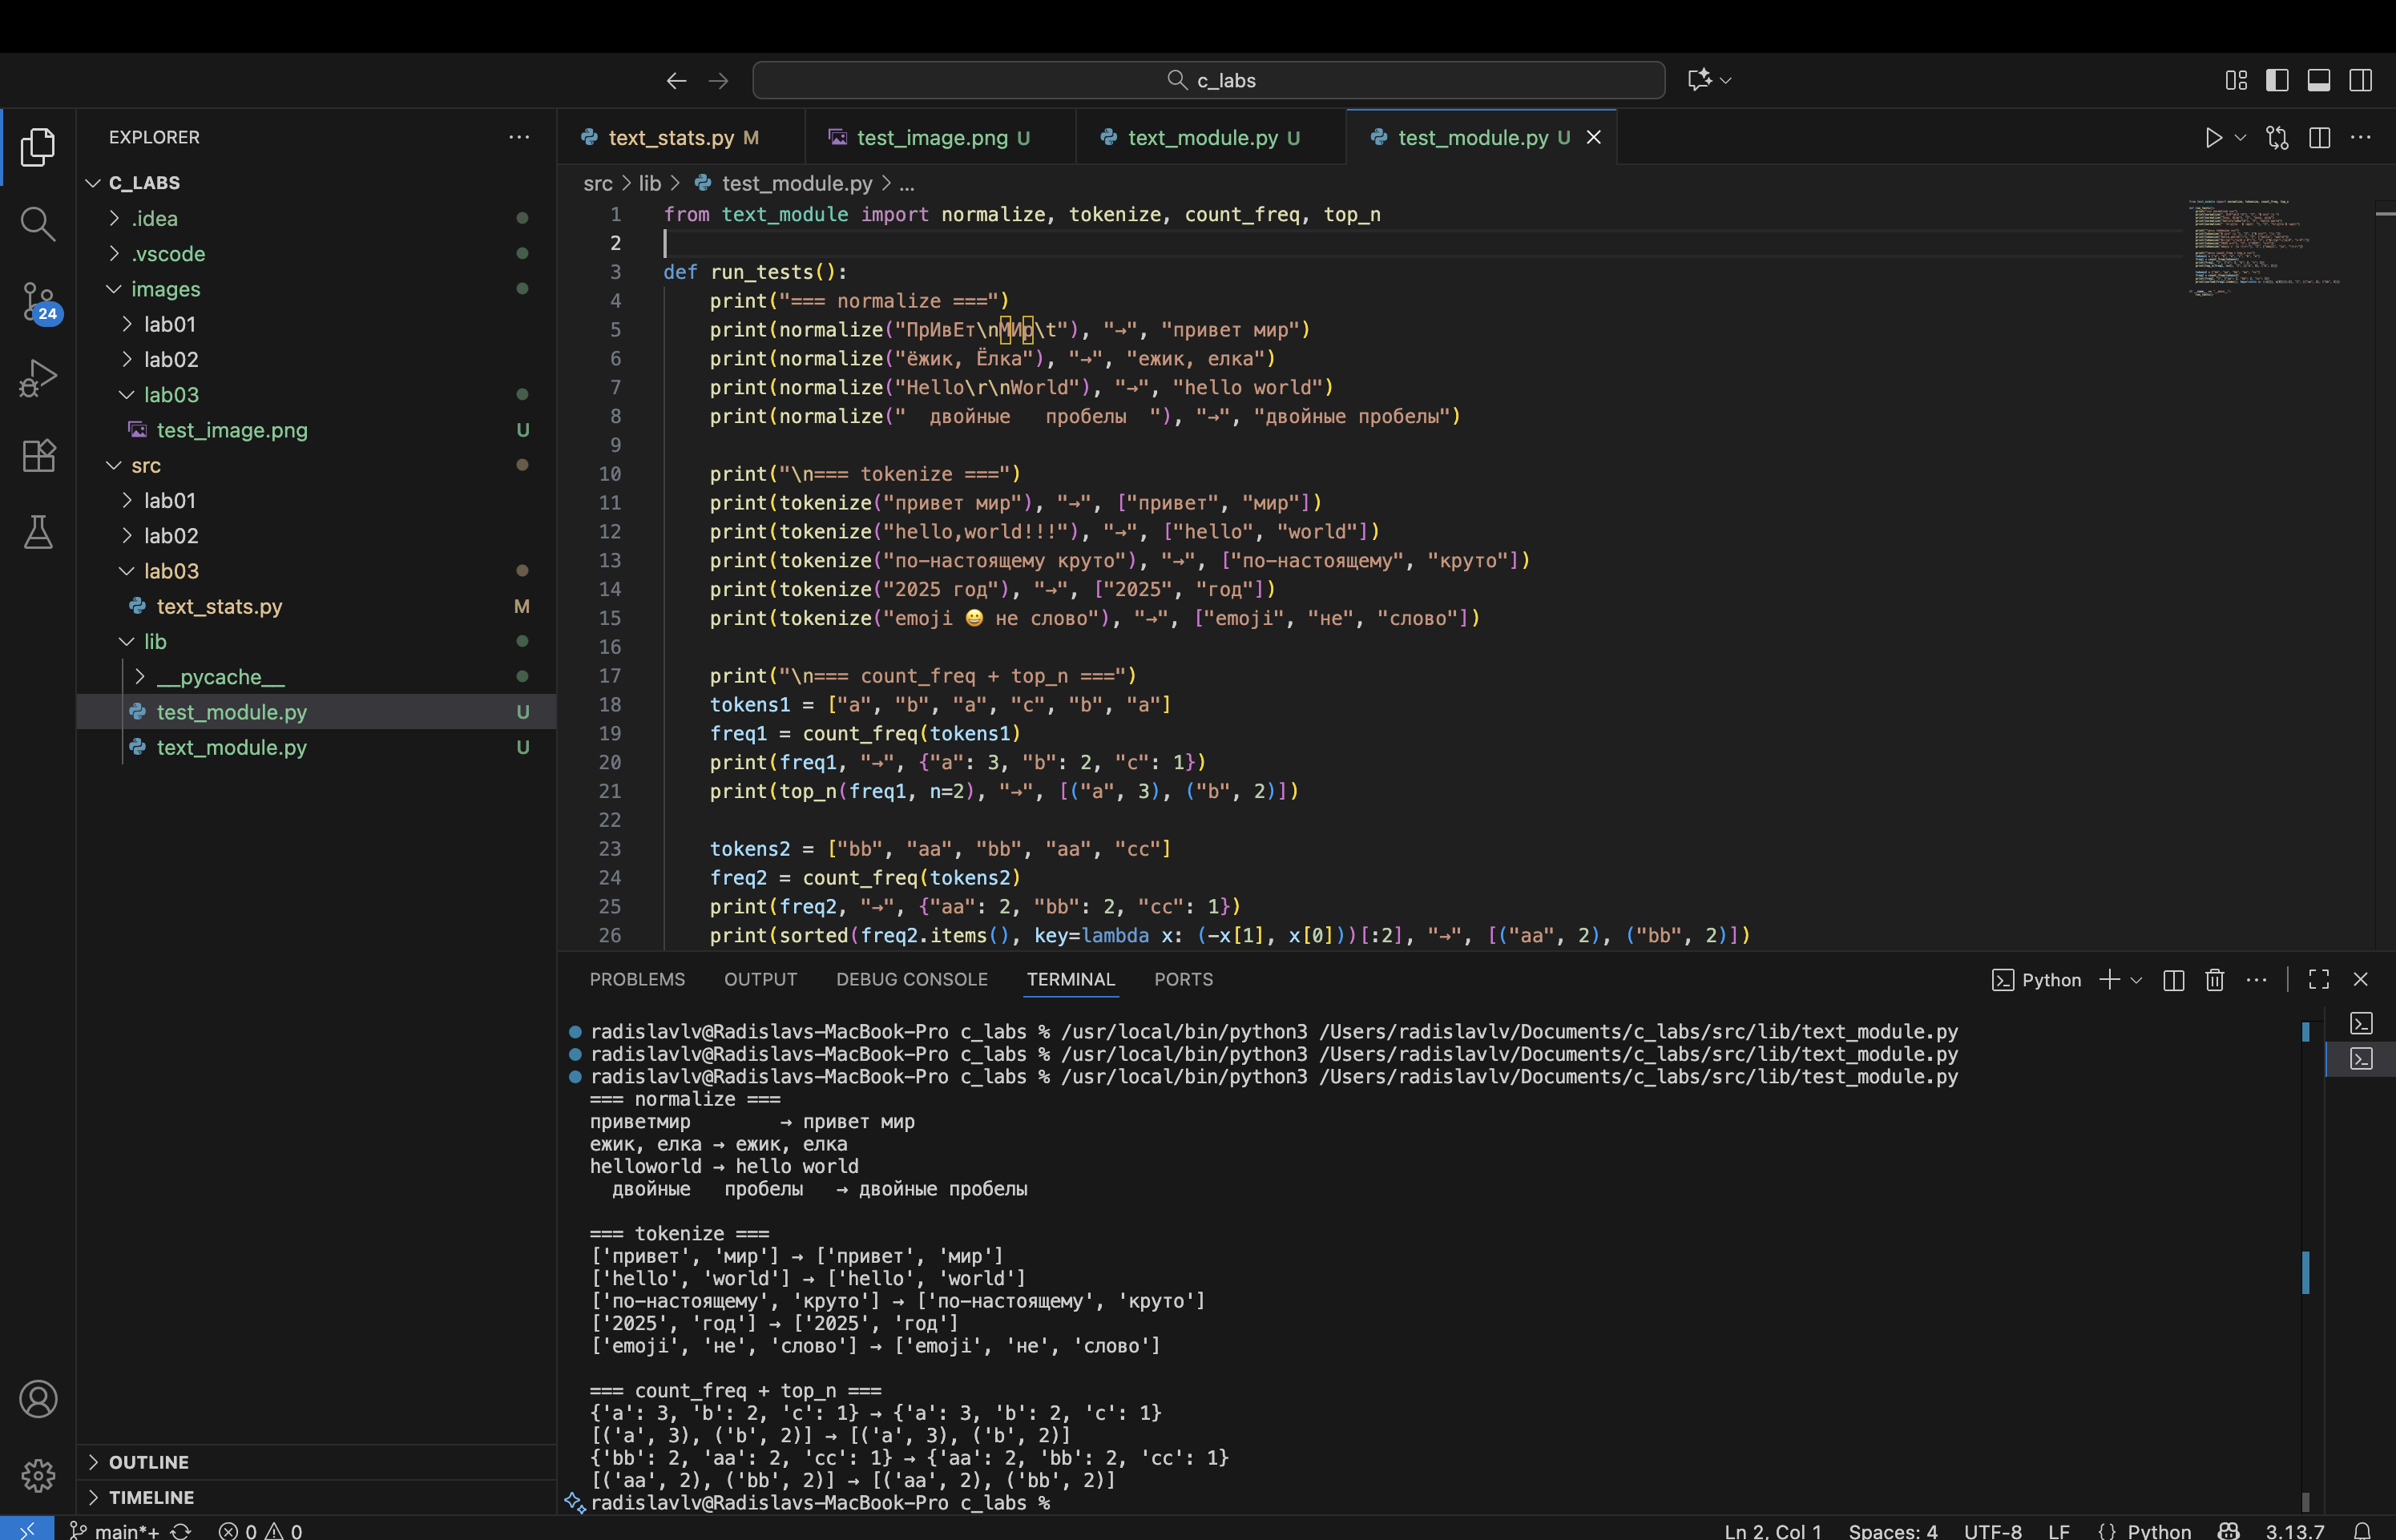 c_labs
EXPLORER
text_stats.py M
test_image.png U
text_module.py U
test_module.py U
C_LABS
.idea
.vscode
images
lab01
lab02
lab03
test_image.png U
src
lab01
lab02
lab03
text_stats.py M
lib
__pycache__
test_module.py U
text_module.py U
OUTLINE
TIMELINE
24
src > lib > test_module.py > ...
1 from text_module import normalize, tokenize, count_freq, top_n
2
3 def run_tests():
4 print("=== normalize ===")
5 print(normalize("ПрИвЕт\nМИр\t"), "→", "привет мир")
6 print(normalize("ёжик, Ёлка"), "→", "ежик, елка")
7 print(normalize("Hello\r\nWorld"), "→", "hello world")
8 print(normalize("  двойные   пробелы  "), "→", "двойные пробелы")
9
10 print("\n=== tokenize ===")
11 print(tokenize("привет мир"), "→", ["привет", "мир"])
12 print(tokenize("hello,world!!!"), "→", ["hello", "world"])
13 print(tokenize("по-настоящему круто"), "→", ["по-настоящему", "круто"])
14 print(tokenize("2025 год"), "→", ["2025", "год"])
15 print(tokenize("emoji 😀 не слово"), "→", ["emoji", "не", "слово"])
16
17 print("\n=== count_freq + top_n ===")
18 tokens1 = ["a", "b", "a", "c", "b", "a"]
19 freq1 = count_freq(tokens1)
20 print(freq1, "→", {"a": 3, "b": 2, "c": 1})
21 print(top_n(freq1, n=2), "→", [("a", 3), ("b", 2)])
22
23 tokens2 = ["bb", "aa", "bb", "aa", "cc"]
24 freq2 = count_freq(tokens2)
25 print(freq2, "→", {"aa": 2, "bb": 2, "cc": 1})
26 print(sorted(freq2.items(), key=lambda x: (-x[1], x[0]))[:2], "→", [("aa", 2), ("bb", 2)])
PROBLEMS OUTPUT DEBUG CONSOLE TERMINAL PORTS
Python
radislavlv@Radislavs-MacBook-Pro c_labs % /usr/local/bin/python3 /Users/radislavlv/Documents/c_labs/src/lib/text_module.py
radislavlv@Radislavs-MacBook-Pro c_labs % /usr/local/bin/python3 /Users/radislavlv/Documents/c_labs/src/lib/text_module.py
radislavlv@Radislavs-MacBook-Pro c_labs % /usr/local/bin/python3 /Users/radislavlv/Documents/c_labs/src/lib/test_module.py
=== normalize ===
приветмир        → привет мир
ежик, елка → ежик, елка
helloworld → hello world
  двойные   пробелы   → двойные пробелы
=== tokenize ===
['привет', 'мир'] → ['привет', 'мир']
['hello', 'world'] → ['hello', 'world']
['по-настоящему', 'круто'] → ['по-настоящему', 'круто']
['2025', 'год'] → ['2025', 'год']
['emoji', 'не', 'слово'] → ['emoji', 'не', 'слово']
=== count_freq + top_n ===
{'a': 3, 'b': 2, 'c': 1} → {'a': 3, 'b': 2, 'c': 1}
[('a', 3), ('b', 2)] → [('a', 3), ('b', 2)]
{'bb': 2, 'aa': 2, 'cc': 1} → {'aa': 2, 'bb': 2, 'cc': 1}
[('aa', 2), ('bb', 2)] → [('aa', 2), ('bb', 2)]
radislavlv@Radislavs-MacBook-Pro c_labs %
main*+ 0 0 Ln 2, Col 1 Spaces: 4 UTF-8 LF {} Python 3.13.7